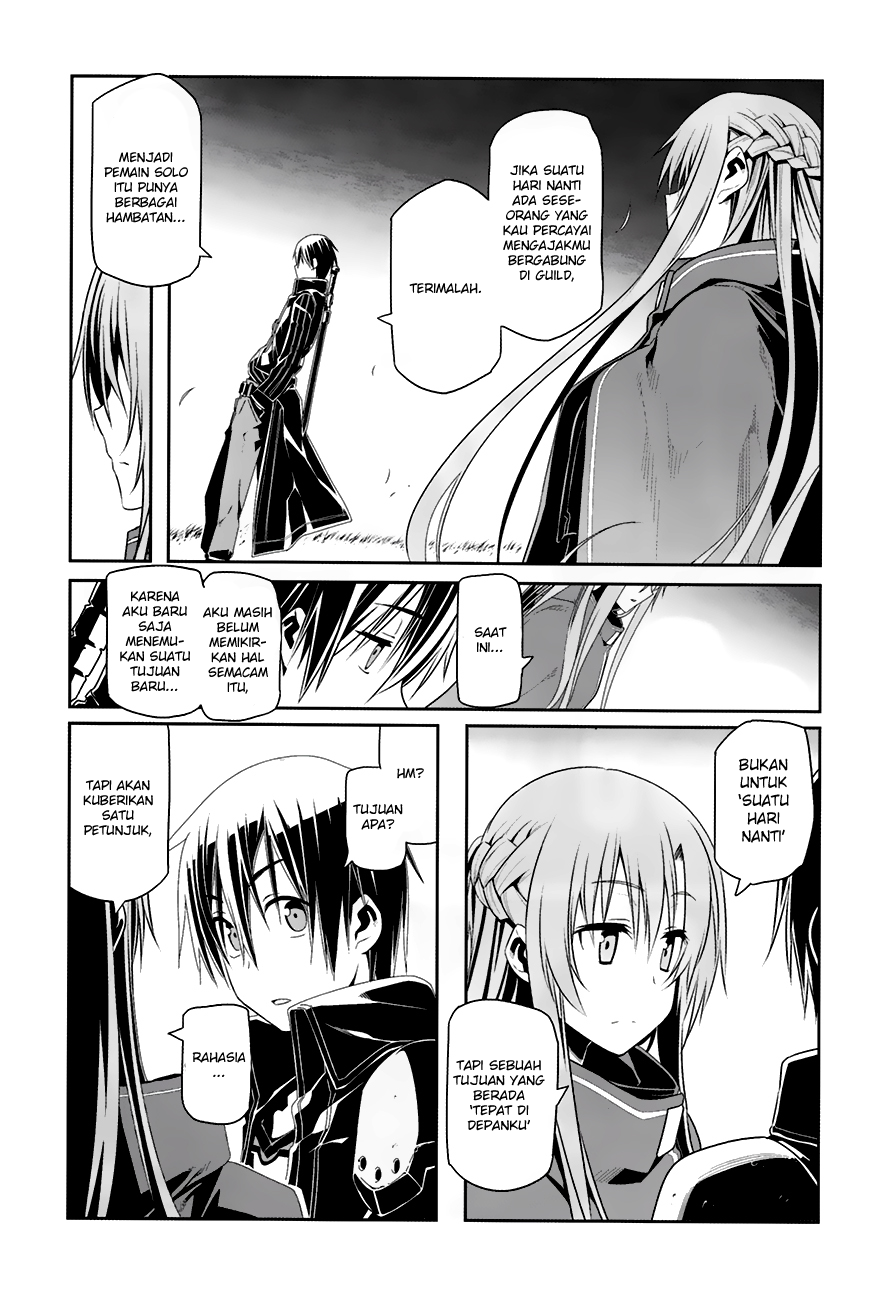 JIKA SUATU
HARI NANTI
ADA SESE-
ORANG YANG
KAU PERCAYAI
MENGAJAKMU
BERGABUNG
DI GUILD,
TERIMALAH.
MENJADI
PEMAIN SOLO
ITU PUNYA
BERBAGAI
HAMBATAN...
SAAT
INI...
AKU MASIH
BELUM
MEMIKIR-
KAN HAL
SEMACAM
ITU,
KARENA
AKU BARU
SAJA
MENEMU-
KAN SUATU
TUJUAN
BARU...
BUKAN
UNTUK
'SUATU
HARI
NANTI'
TAPI SEBUAH
TUJUAN YANG
BERADA
'TEPAT DI
DEPANKU'
HM?
TUJUAN
APA?
RAHASIA
...
TAPI AKAN
KUBERIKAN
SATU
PETUNJUK,